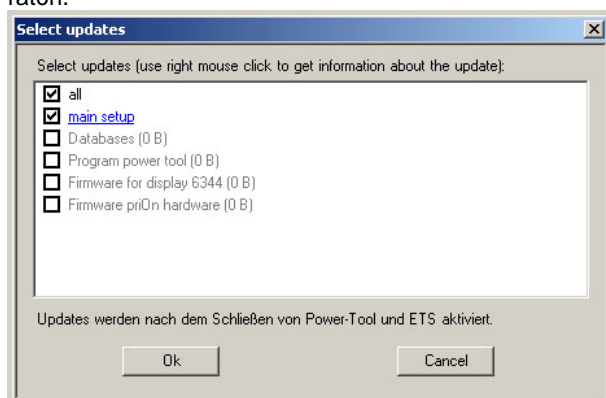 ratón.
Select updates
Select updates (use right mouse click to get information about the update):
all
main setup
Databases (0 B)
Program power tool (0 B)
Firmware for display 6344 (0 B)
Firmware priOn hardware (0 B)
Updates werden nach dem Schließen von Power-Tool und ETS aktiviert.
Ok
Cancel